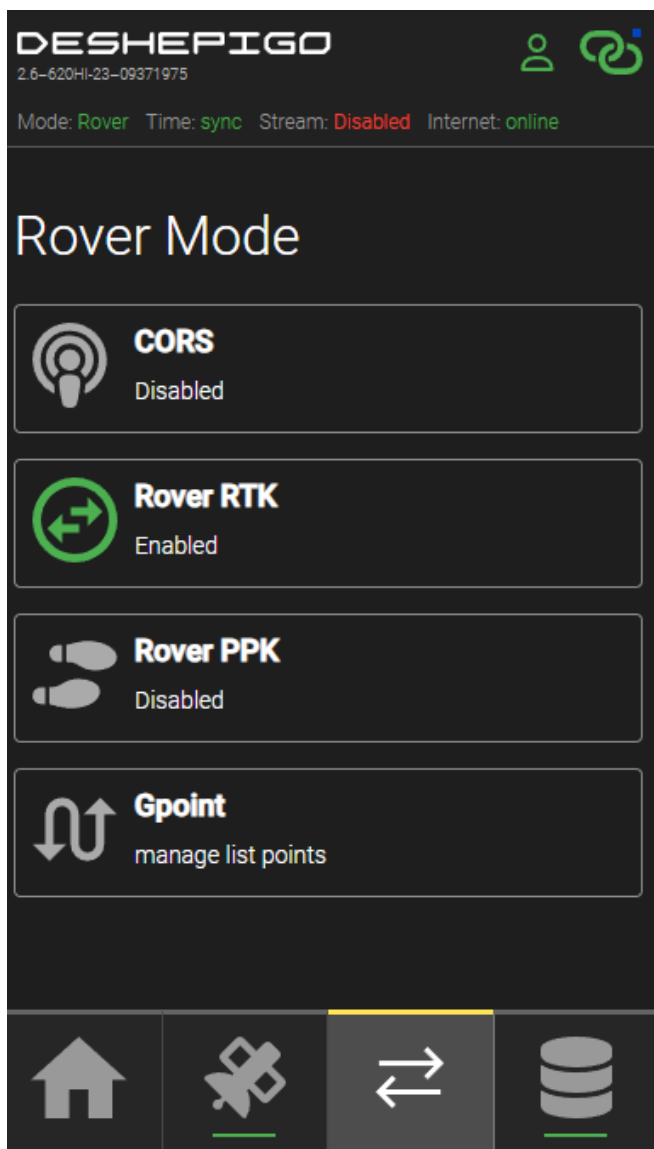 DESHEPIGO
2.6–620HI-23–09371975
Mode: Rover Time: sync Stream: Disabled Internet: online
Rover Mode
CORS
Disabled
Rover RTK
Enabled
Rover PPK
Disabled
Gpoint
manage list points